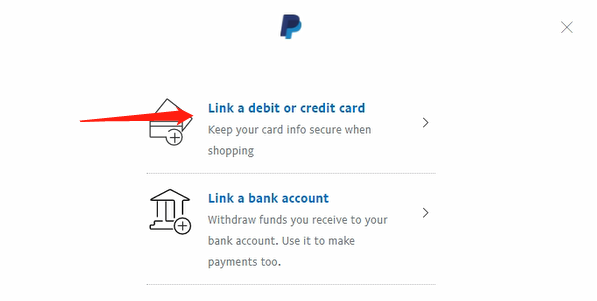 Link a debit or credit card
Keep your card info secure when
shopping
Link a bank account
Withdraw funds you receive to your
bank account. Use it to make
payments too.